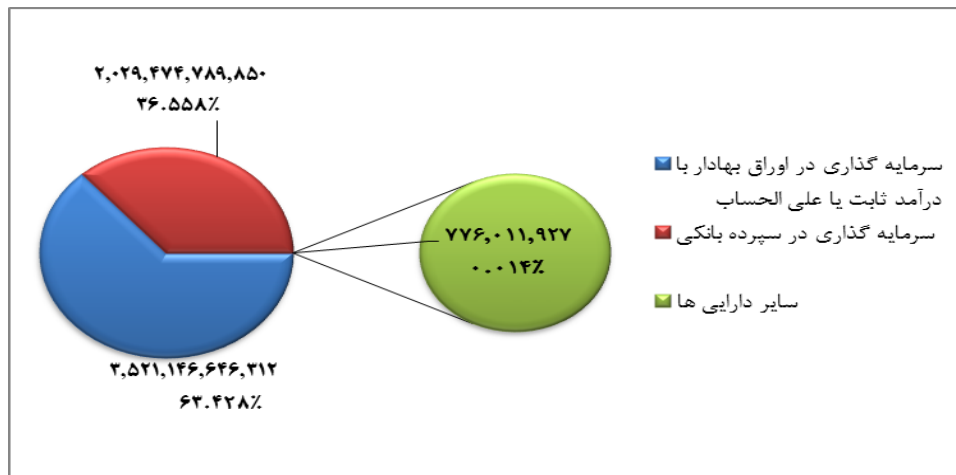 ۲,۰۲۹,۴۷۴,۷۸۹,۸۵۰
۳۶.۵۵۸٪
۷۷۶,۰۱۱,۹۲۷
۰.۰۱۴٪
۳,۵۲۱,۱۴۶,۶۴۶,۳۱۲
۶۳.۴۲۸٪
سرمایه گذاری در اوراق بهادار با
درآمد ثابت یا علی الحساب
سرمایه گذاری در سپرده بانکی
سایر دارایی ها